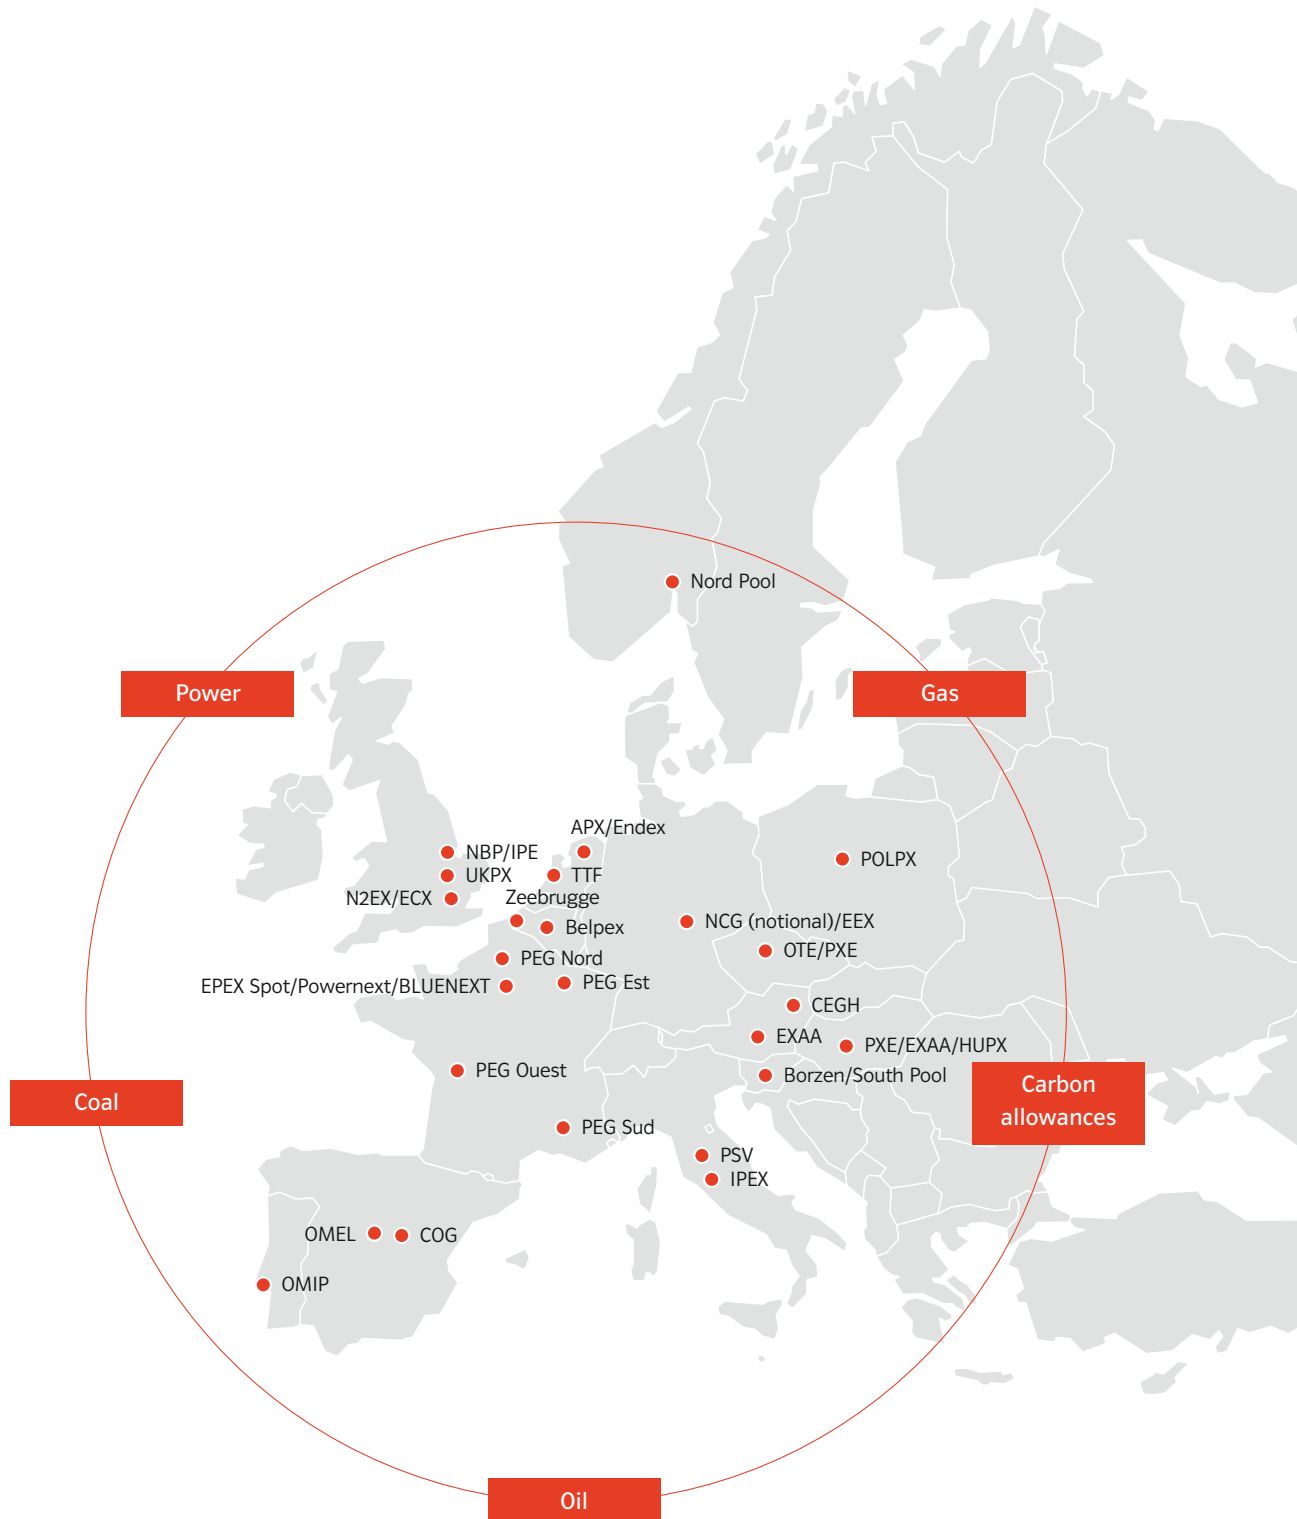 Nord Pool
Power
Gas
APX/Endex
NBP/IPE
POLPX
UKPX
TTF
N2EX/ECX
Zeebrugge
Belpex
NCG (notional)/EEX
OTE/PXE
PEG Nord
EPEX Spot/Powernext/BLUENEXT
PEG Est
CEGH
EXAA
PXE/EXAA/HUPX
PEG Ouest
Borzen/South Pool
Coal
Carbon
allowances
PEG Sud
PSV
IPEX
OMEL
COG
OMIP
Oil